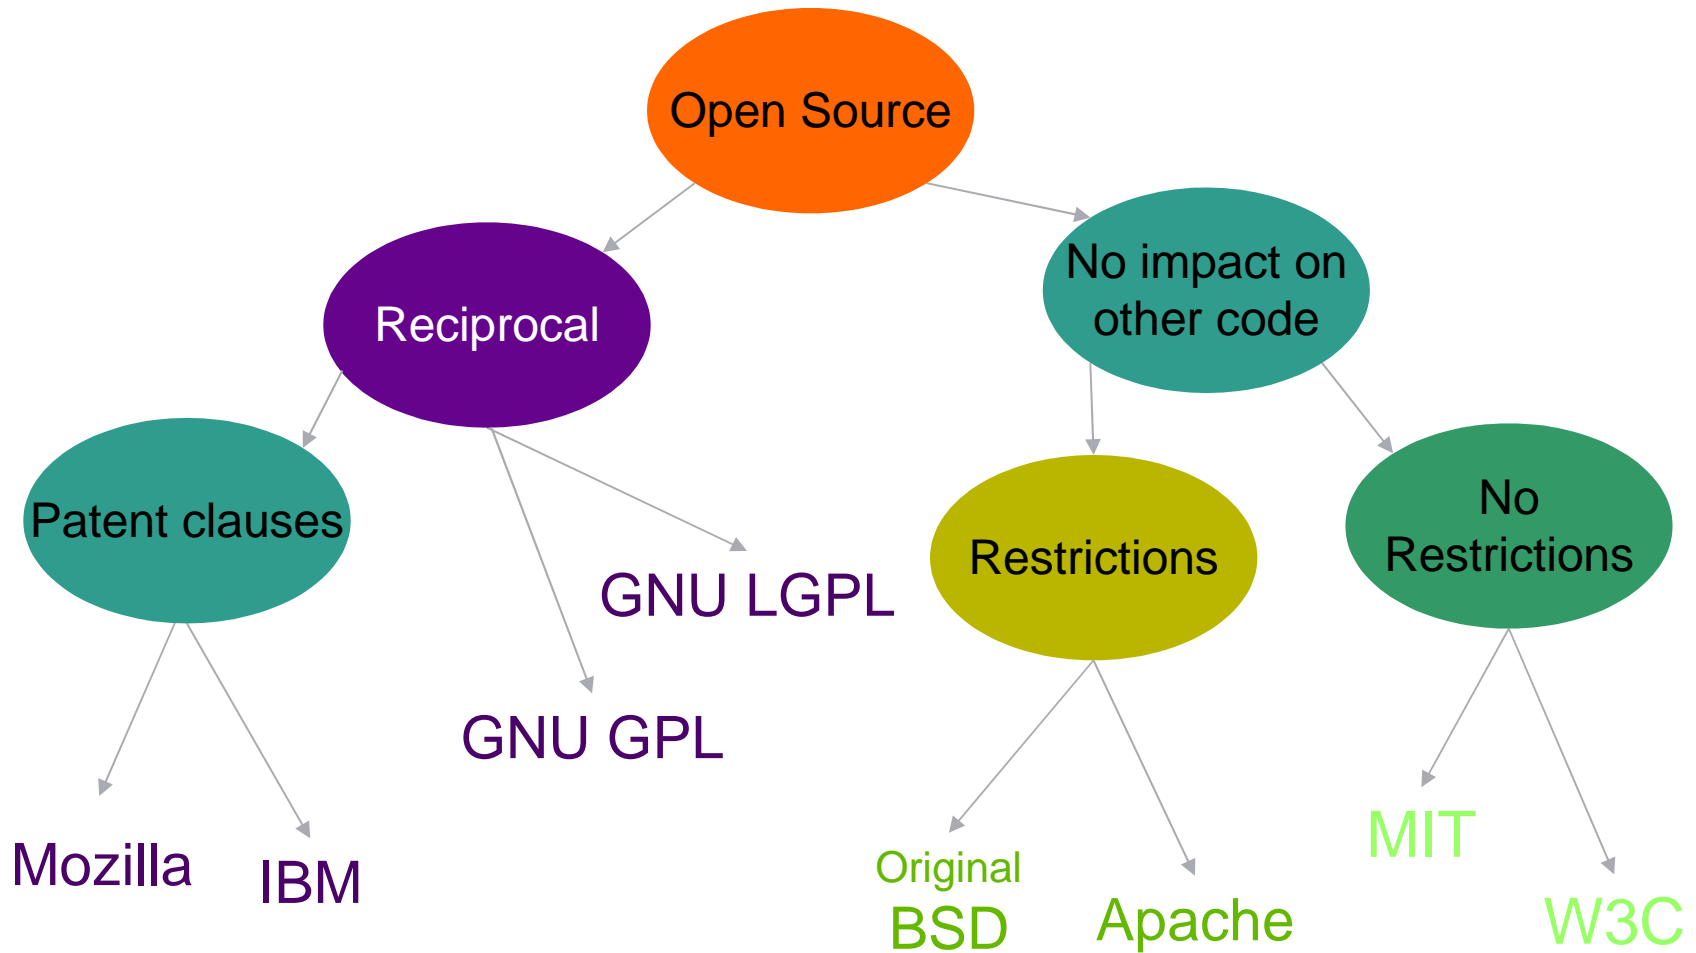 Open Source
Reciprocal
No impact on
other code
Patent clauses
GNU LGPL
GNU GPL
Restrictions
No
Restrictions
Mozilla
IBM
Original
BSD
Apache
MIT
W3C